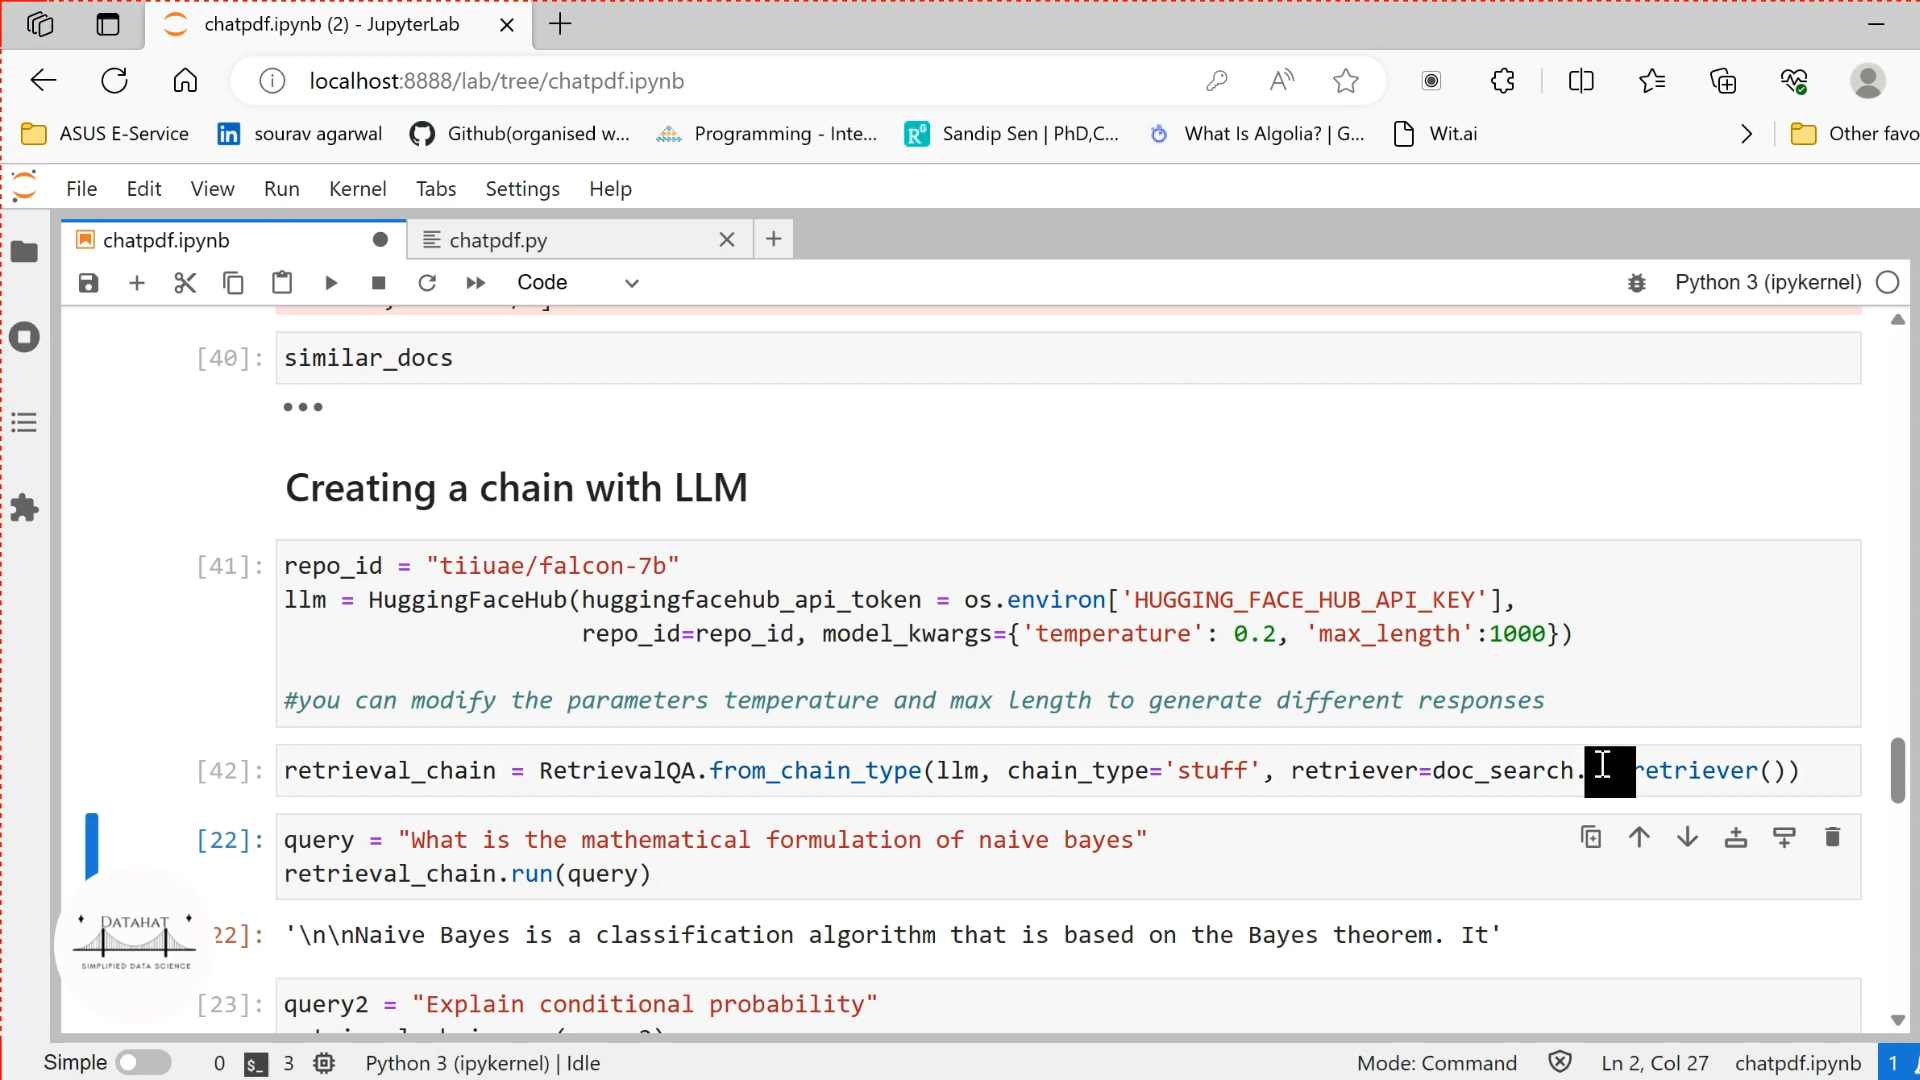 chatpdf.ipynb (2) - JupyterLab
localhost:8888/lab/tree/chatpdf.ipynb
ASUS E-Service
sourav agarwal
Github(organised w...
Programming - Inte...
Sandip Sen | PhD,C...
What Is Algolia? | G...
Wit.ai
Other favo
File Edit View Run Kernel Tabs Settings Help
chatpdf.ipynb
chatpdf.py
Code
Python 3 (ipykernel)
[40]: similar_docs
Creating a chain with LLM
[41]: repo_id = "tiiuae/falcon-7b"
llm = HuggingFaceHub(huggingfacehub_api_token = os.environ['HUGGING_FACE_HUB_API_KEY'],
repo_id=repo_id, model_kwargs={'temperature': 0.2, 'max_length':1000})
#you can modify the parameters temperature and max length to generate different responses
[42]: retrieval_chain = RetrievalQA.from_chain_type(llm, chain_type='stuff', retriever=doc_search. retriever())
[22]: query = "What is the mathematical formulation of naive bayes"
retrieval_chain.run(query)
22]: '\n\nNaive Bayes is a classification algorithm that is based on the Bayes theorem. It'
DATAHAT
SIMPLIFIED DATA SCIENCE
[23]: query2 = "Explain conditional probability"
Simple 0 $_ 3 Python 3 (ipykernel) | Idle
Mode: Command Ln 2, Col 27 chatpdf.ipynb 1